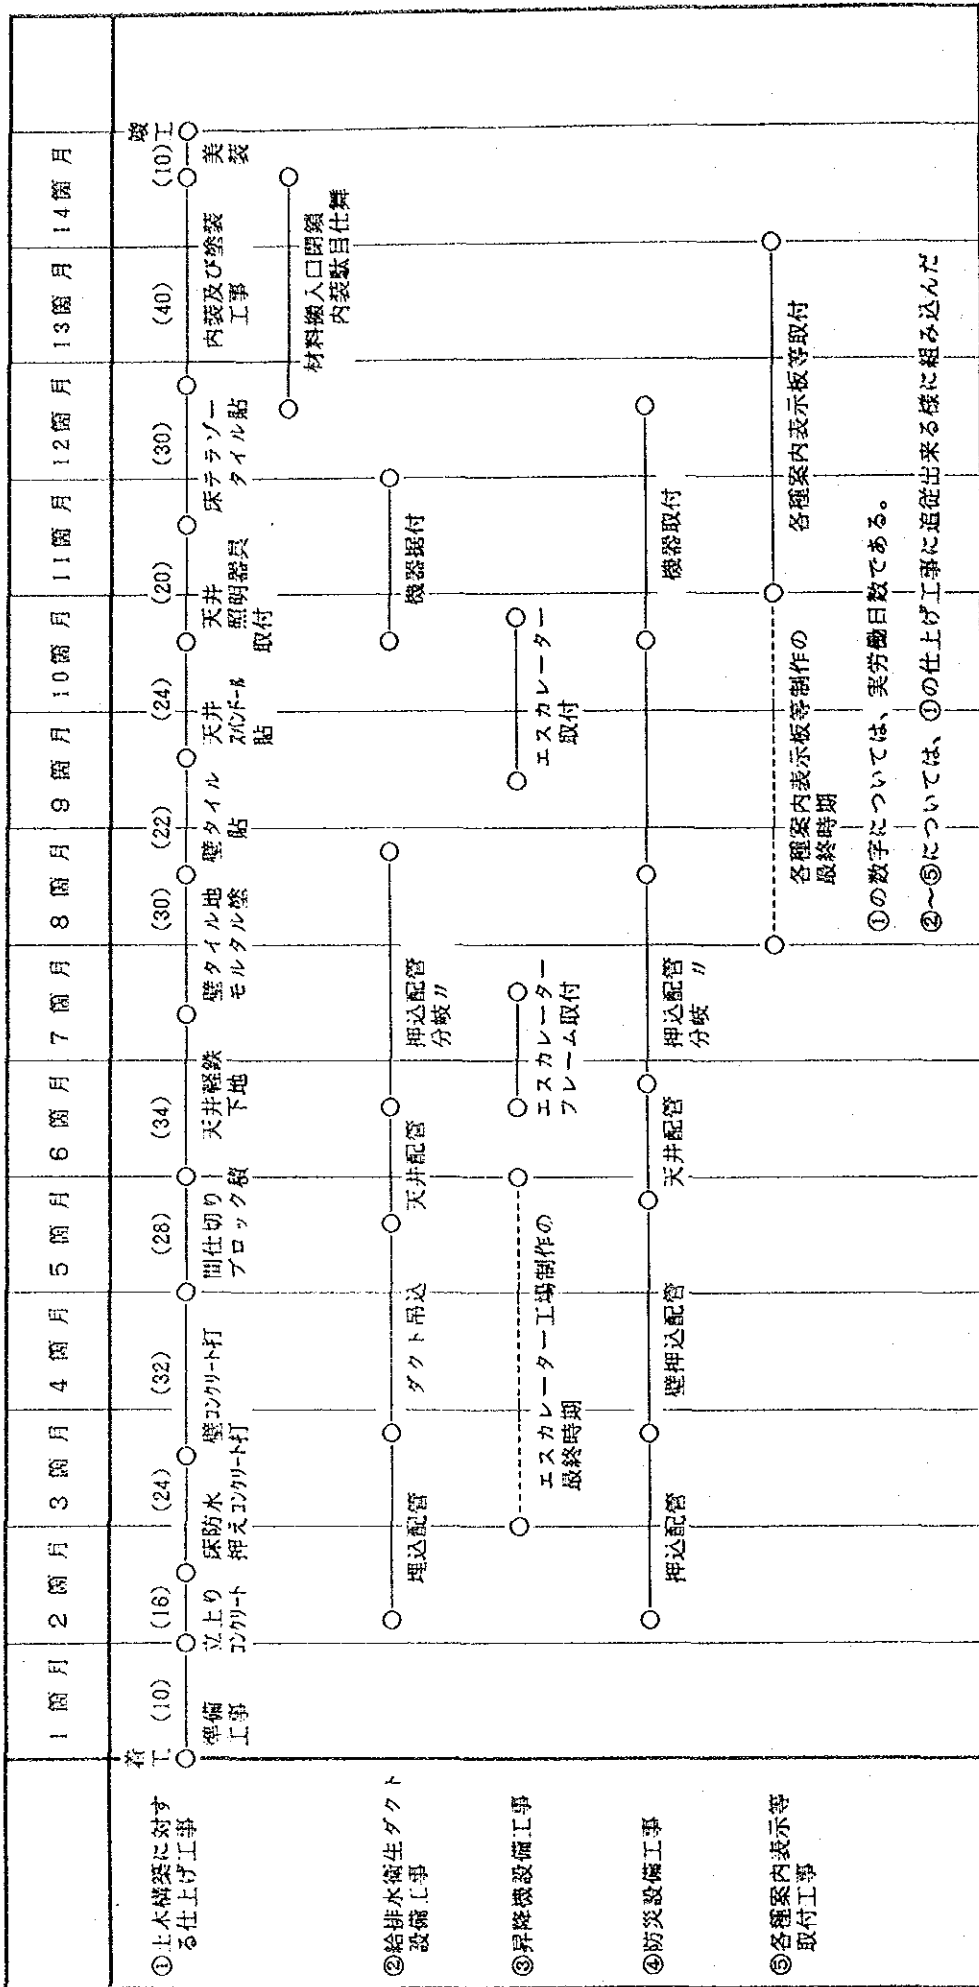 1箇月 2箇月 3箇月 4箇月 5箇月 6箇月 7箇月 8箇月 9箇月 10箇月 11箇月 12箇月 13箇月 14箇月
①土木構築に対す
る仕上げ工事
着工
(10)
準備
工事
(16)
立上り
コンクリート
(24)
床防水
押えコンクリート打
(32)
壁コンクリート打
(28)
間仕切り
ブロック積
(34)
天井軽鉄
下地
(30)
壁タイル地
モルタル塗
(22)
壁タイル
貼
(24)
天井
スパンドール
貼
(20)
天井
照明器具
取付
(30)
床テラゾー
タイル貼
(40)
内装及び塗装
工事
(10)
美装
竣工
材料搬入口閉鎖
内装駄目仕舞
②給排水衛生ダクト
設備工事
埋込配管
ダクト吊込
天井配管
押込配管
分岐〃
機器据付
③昇降機設備工事
エスカレーター工場制作の
最終時期
エスカレーター
フレーム取付
エスカレーター
取付
④防災設備工事
押込配管
壁押込配管
天井配管
押込配管
分岐〃
機器取付
⑤各種案内表示等
取付工事
各種案内表示板等制作の
最終時期
各種案内表示板等取付
①の数字については、実労働日数である。
②~⑤については、①の仕上げ工事に追従出来る様に組み込んだ